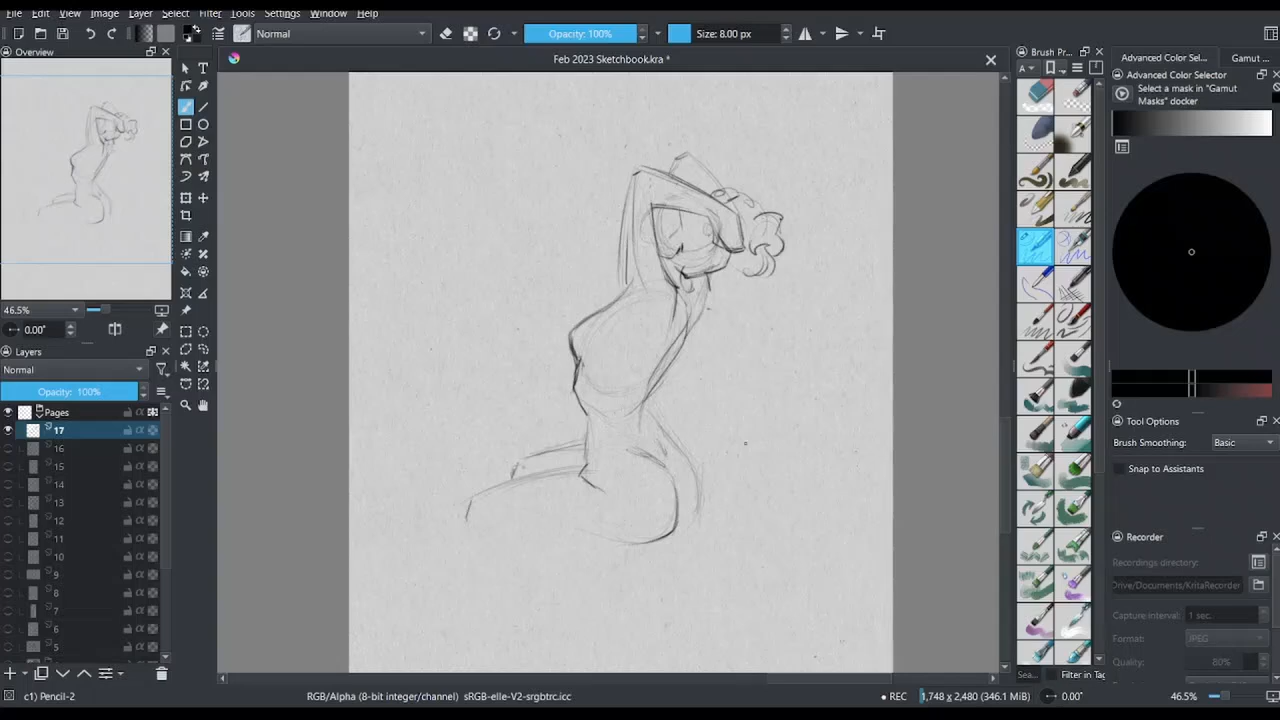 File Edit View Image Layer Select Filter Tools Settings Window Help
Normal
Opacity: 100%
Size: 8.00 px
Overview
Feb 2023 Sketchbook.kra *
Brush Pr...
Advanced Color Sel...
Gamut ...
A
Advanced Color Selector
Select a mask in "Gamut
Masks" docker
46.5%
0.00°
Layers
Normal
Opacity: 100%
Pages
17
16
15
14
13
12
11
10
9
8
7
6
5
Tool Options
Brush Smoothing: Basic
Snap to Assistants
Recorder
Recordings directory:
Drive/Documents/KritaRecorder
Capture interval: 1 sec.
Format: JPEG
Quality: 80%
Sea...
Filter in Tag
c1) Pencil-2
RGB/Alpha (8-bit integer/channel) sRGB-elle-V2-srgbtrc.icc
REC
1,748 x 2,480 (346.1 MiB)
0.00°
46.5%